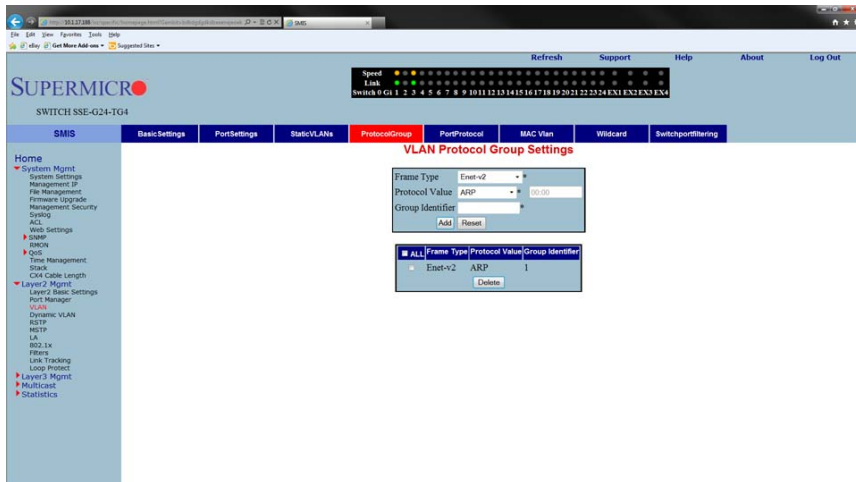 SMIS
File Edit View Favorites Tools Help
eBay Get More Add-ons Suggested Sites
Refresh Support Help About Log Out
Speed
Link
Switch 0 Gi 1 2 3 4 5 6 7 8 9 10 11 12 13 14 15 16 17 18 19 20 21 22 23 24 EX1 EX2 EX3 EX4
SUPERMICRO
SWITCH SSE-G24-TG4
SMIS BasicSettings PortSettings StaticVLANs ProtocolGroup PortProtocol MAC Vlan Wildcard Switchportfiltering
VLAN Protocol Group Settings
Home
System Mgmt
System Settings
Management IP
File Management
Firmware Upgrade
Management Security
Syslog
ACL
Web Settings
SNMP
RMON
QoS
Time Management
Stack
CX4 Cable Length
Layer2 Mgmt
Layer2 Basic Settings
Port Manager
VLAN
Dynamic VLAN
RSTP
MSTP
LA
802.1x
Filters
Link Tracking
Loop Protect
Layer3 Mgmt
Multicast
Statistics
Frame Type Enet-v2 *
Protocol Value ARP * 00:00
Group Identifier *
Add Reset
ALL Frame Type Protocol Value Group Identifier
Enet-v2 ARP 1
Delete